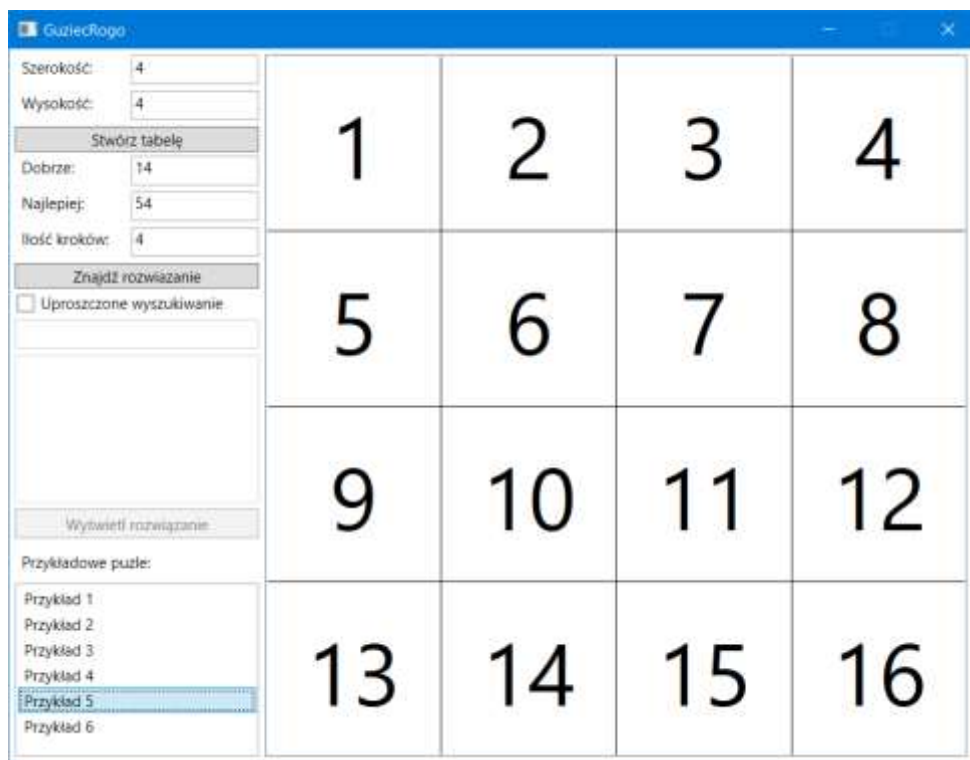 GuziecRogo
Szerokość: 4
Wysokość: 4
Stwórz tabelę
Dobrze: 14
Najlepiej: 54
Ilość kroków: 4
Znajdź rozwiazanie
Uproszczone wyszukiwanie
Wyświetl rozwiązanie
Przykładowe puzle:
Przykład 1
Przykład 2
Przykład 3
Przykład 4
Przykład 5
Przykład 6
1 2 3 4
5 6 7 8
9 10 11 12
13 14 15 16